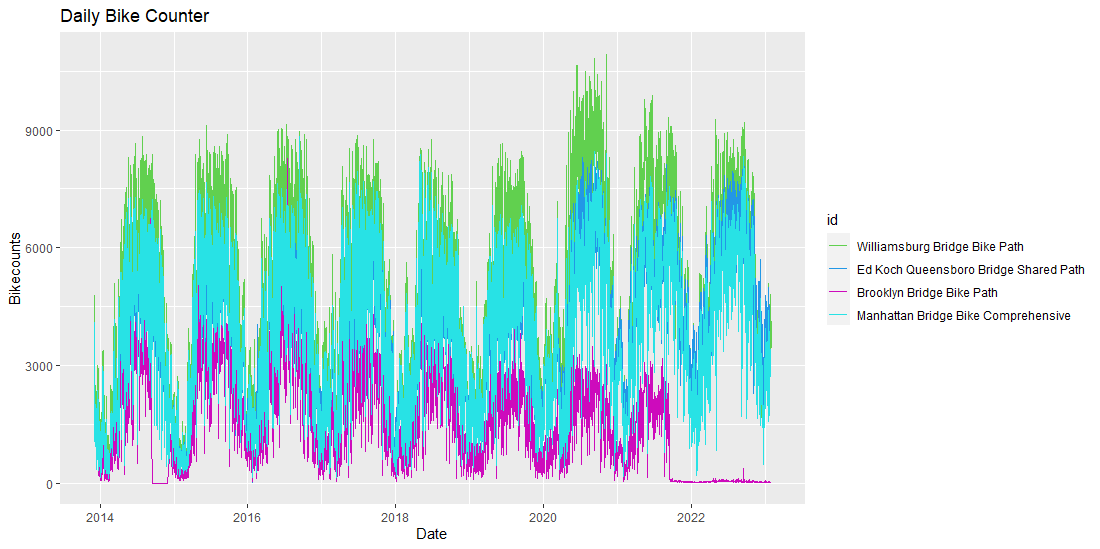 Daily Bike Counter
Bikecounts
9000
6000
3000
0
2014 2016 2018 2020 2022
Date
id
Williamsburg Bridge Bike Path
Ed Koch Queensboro Bridge Shared Path
Brooklyn Bridge Bike Path
Manhattan Bridge Bike Comprehensive